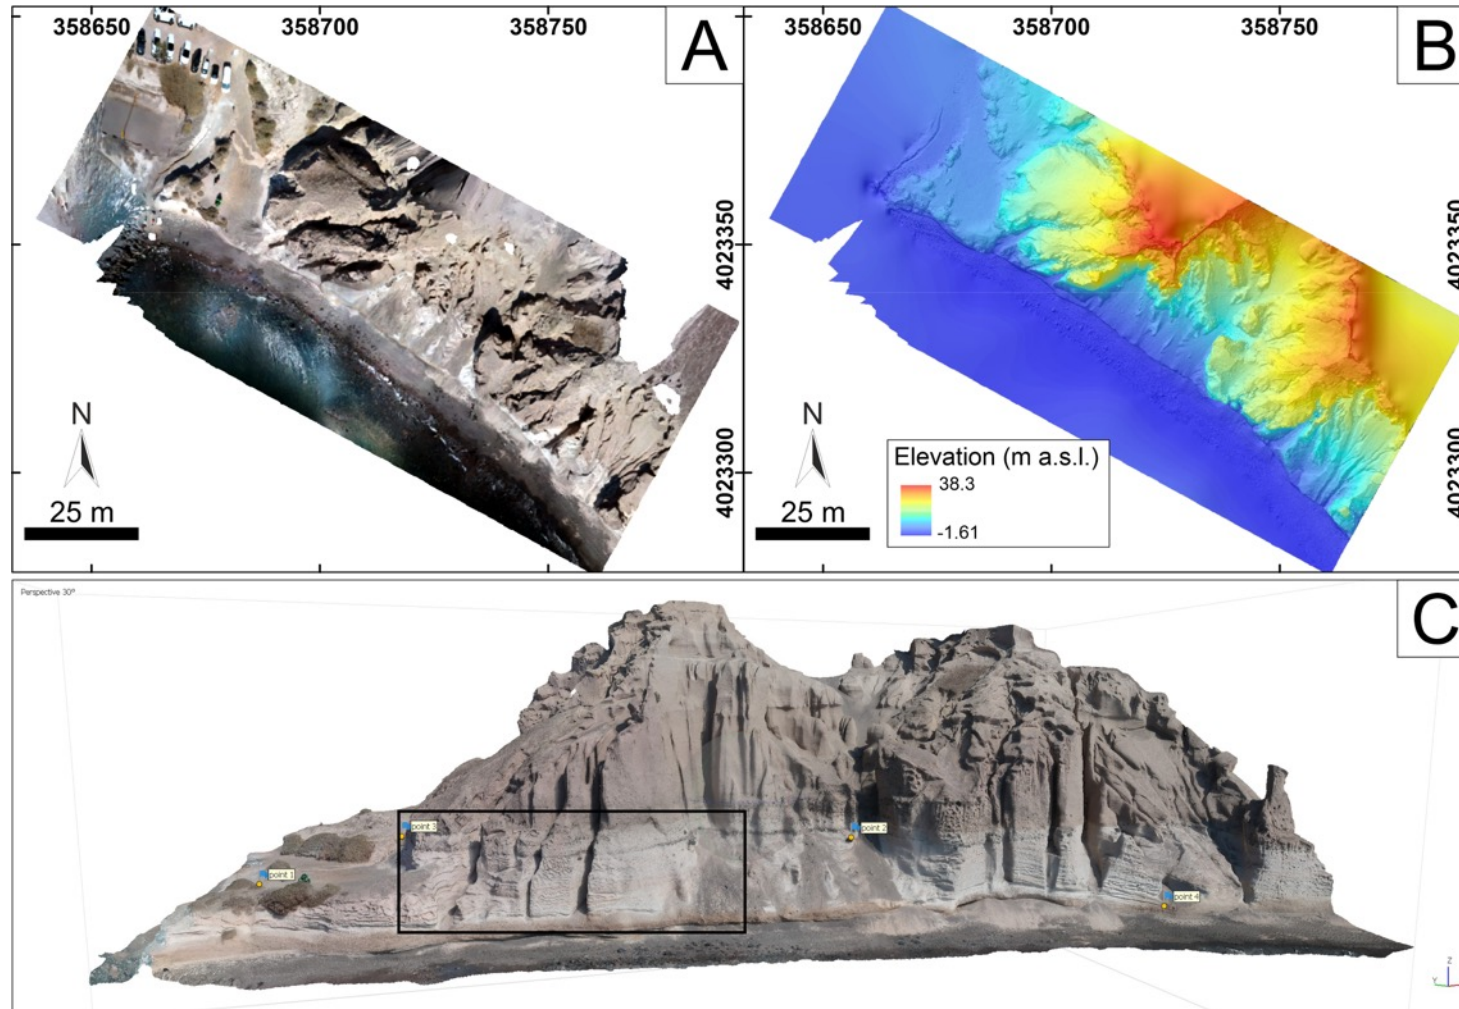 358650 358700 358750
A
4023350
4023300
N
25 m
358650 358700 358750
B
4023350
4023300
N
25 m
Elevation (m a.s.l.)
38.3
-1.61
Perspective 30°
C
point 3
point 2
point 1
point 4
Z
Y